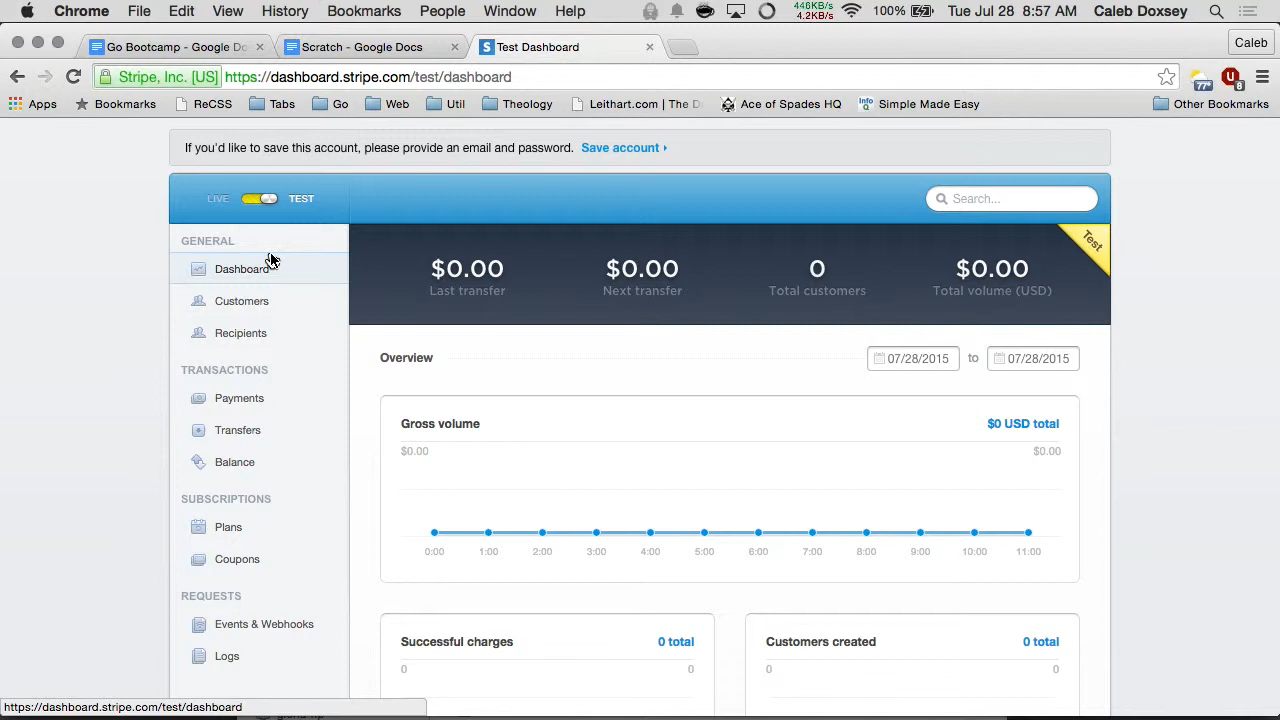 Chrome File Edit View History Bookmarks People Window Help 446KB/s 4.2KB/s 100% Tue Jul 28 8:57 AM Caleb Doxsey
Go Bootcamp - Google Do × Scratch - Google Docs × Test Dashboard × Caleb
Stripe, Inc. [US] https://dashboard.stripe.com/test/dashboard
Apps Bookmarks ReCSS Tabs Go Web Util Theology Leithart.com | The D Ace of Spades HQ Simple Made Easy Other Bookmarks
If you'd like to save this account, please provide an email and password. Save account
LIVE TEST Search...
GENERAL
Dashboard
Customers
Recipients
TRANSACTIONS
Payments
Transfers
Balance
SUBSCRIPTIONS
Plans
Coupons
REQUESTS
Events & Webhooks
Logs
$0.00 $0.00 0 $0.00
Last transfer Next transfer Total customers Total volume (USD)
Test
Overview 07/28/2015 to 07/28/2015
Gross volume $0 USD total
$0.00 $0.00
0:00 1:00 2:00 3:00 4:00 5:00 6:00 7:00 8:00 9:00 10:00 11:00
Successful charges 0 total Customers created 0 total
0 0 0 0
https://dashboard.stripe.com/test/dashboard